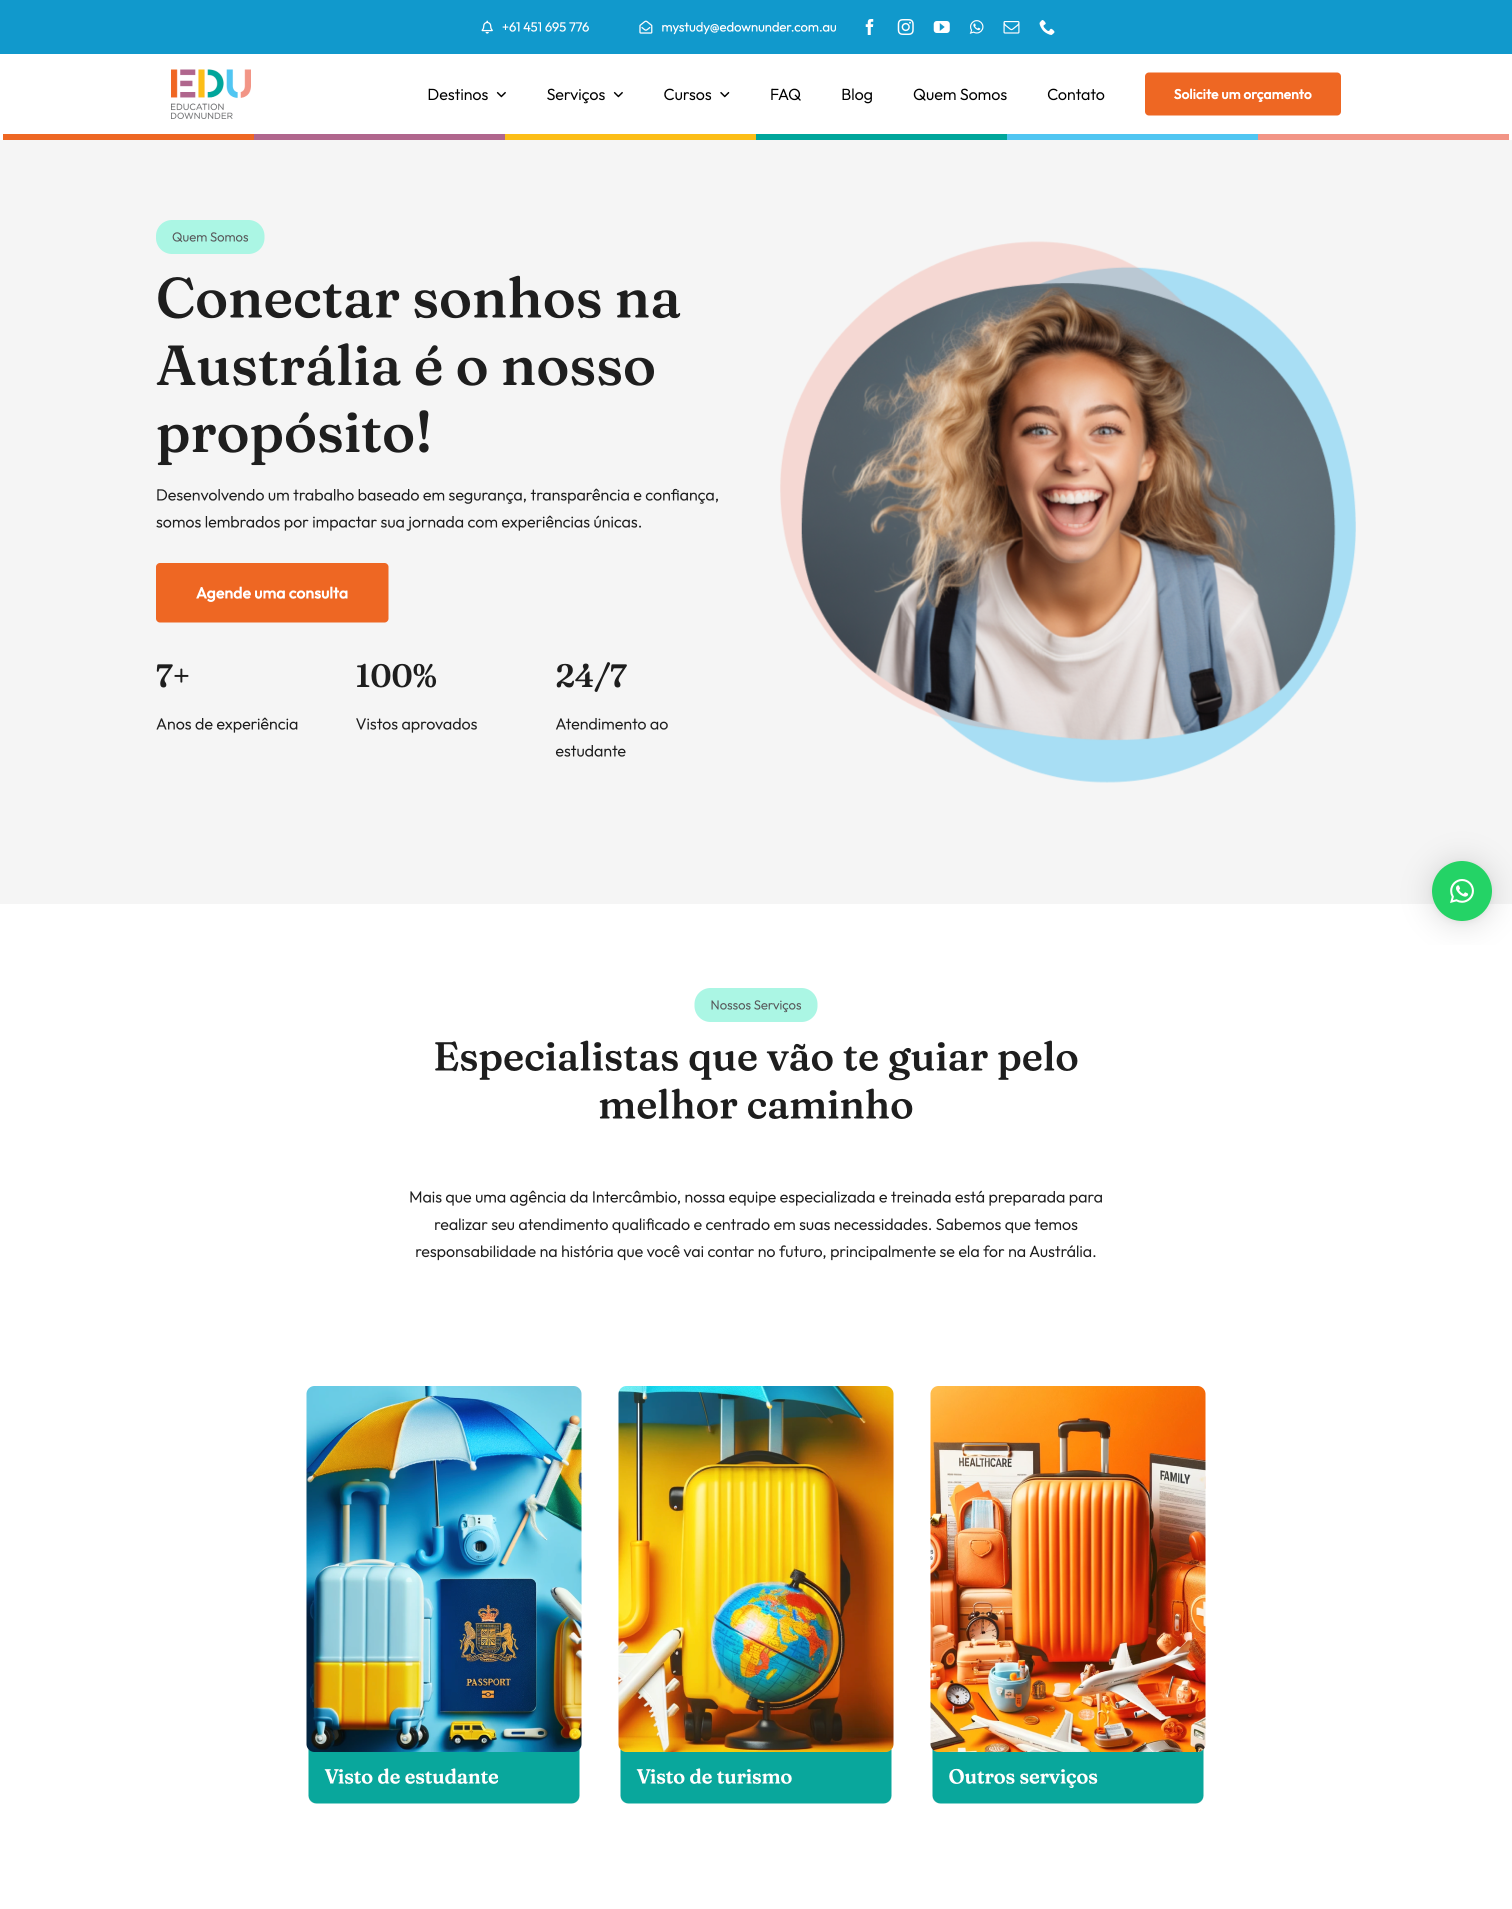 +61 451 695 776
mystudy@edownunder.com.au
EDU
EDUCATION
DOWNUNDER
Destinos
Serviços
Cursos
FAQ
Blog
Quem Somos
Contato
Solicite um orçamento
Quem Somos
Conectar sonhos na
Austrália é o nosso
propósito!
Desenvolvendo um trabalho baseado em segurança, transparência e confiança,
somos lembrados por impactar sua jornada com experiências únicas.
Agende uma consulta
7+
Anos de experiência
100%
Vistos aprovados
24/7
Atendimento ao
estudante
Nossos Serviços
Especialistas que vão te guiar pelo
melhor caminho
Mais que uma agência da Intercâmbio, nossa equipe especializada e treinada está preparada para
realizar seu atendimento qualificado e centrado em suas necessidades. Sabemos que temos
responsabilidade na história que você vai contar no futuro, principalmente se ela for na Austrália.
PASSPORT
Visto de estudante
Visto de turismo
HEALTHCARE
FAMILY
Outros serviços